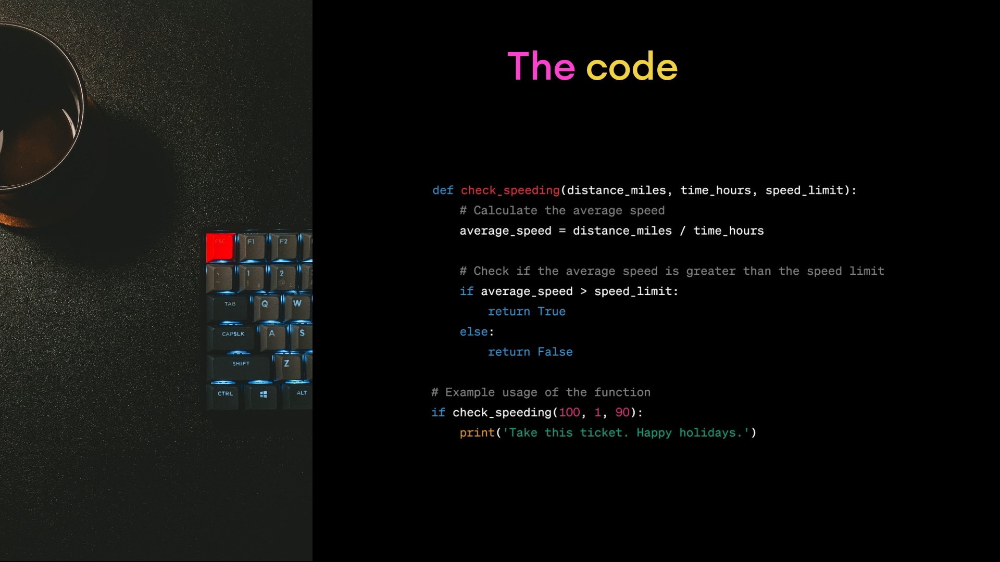 The code
def check_speeding(distance_miles, time_hours, speed_limit):
# Calculate the average speed
average_speed = distance_miles / time_hours
# Check if the average speed is greater than the speed limit
if average_speed > speed_limit:
return True
else:
return False
# Example usage of the function
if check_speeding(100, 1, 90):
print('Take this ticket. Happy holidays.')
ESC F1 F2
1 2
TAB Q W
CAPSLK A S
SHIFT Z
CTRL ALT